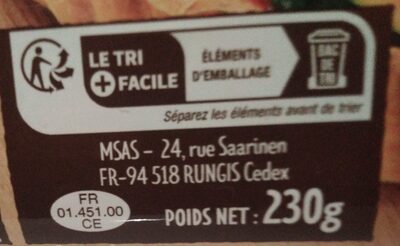 LE TRI
+ FACILE
ÉLÉMENTS
D'EMBALLAGE
BAC
DE
TRI
Séparez les éléments avant de trier
MSAS – 24, rue Saarinen
FR-94 518 RUNGIS Cedex
FR
01.451.00
CE
POIDS NET : 230g